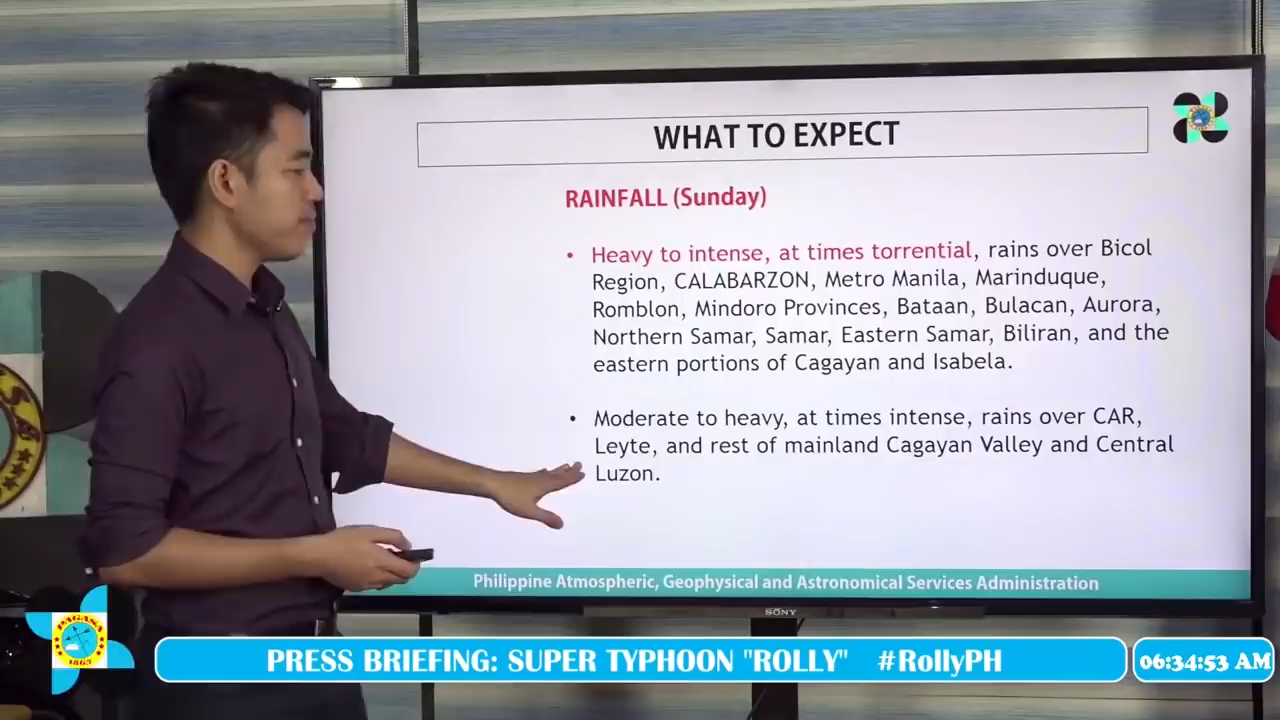 WHAT TO EXPECT
RAINFALL (Sunday)
• Heavy to intense, at times torrential, rains over Bicol
Region, CALABARZON, Metro Manila, Marinduque,
Romblon, Mindoro Provinces, Bataan, Bulacan, Aurora,
Northern Samar, Samar, Eastern Samar, Biliran, and the
eastern portions of Cagayan and Isabela.
• Moderate to heavy, at times intense, rains over CAR,
Leyte, and rest of mainland Cagayan Valley and Central
Luzon.
Philippine Atmospheric, Geophysical and Astronomical Services Administration
SONY
PAGASA
1865
PRESS BRIEFING: SUPER TYPHOON "ROLLY" #RollyPH
06:34:53 AM